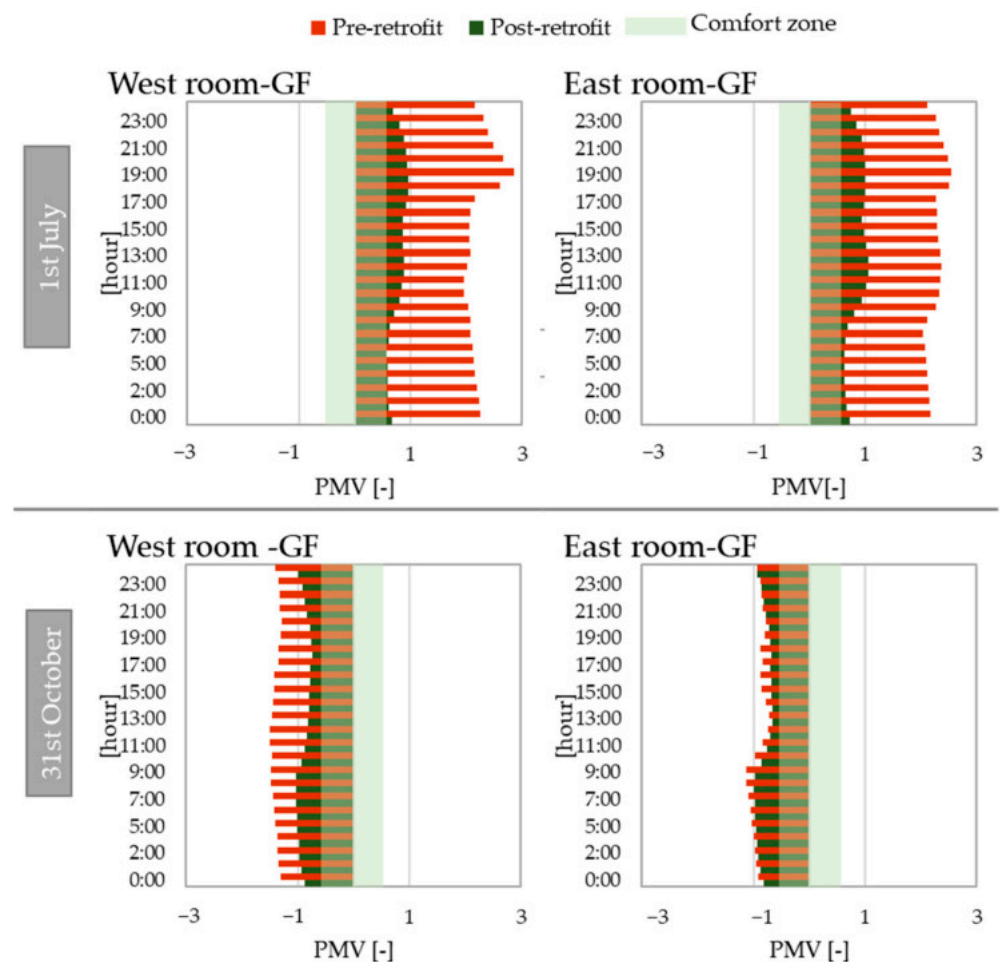 Pre-retrofit Post-retrofit Comfort zone
West room-GF East room-GF
1st July
[hour]
23:00
21:00
19:00
17:00
15:00
13:00
11:00
9:00
7:00
5:00
2:00
0:00
−3 −1 1 3
PMV [-]
[hour]
23:00
21:00
19:00
17:00
15:00
13:00
11:00
9:00
7:00
5:00
2:00
0:00
−3 −1 1 3
PMV[-]
West room -GF East room-GF
31st October
[hour]
23:00
21:00
19:00
17:00
15:00
13:00
11:00
9:00
7:00
5:00
2:00
0:00
−3 −1 1 3
PMV [-]
[hour]
23:00
21:00
19:00
17:00
15:00
13:00
11:00
9:00
7:00
5:00
2:00
0:00
−3 −1 1 3
PMV [-]